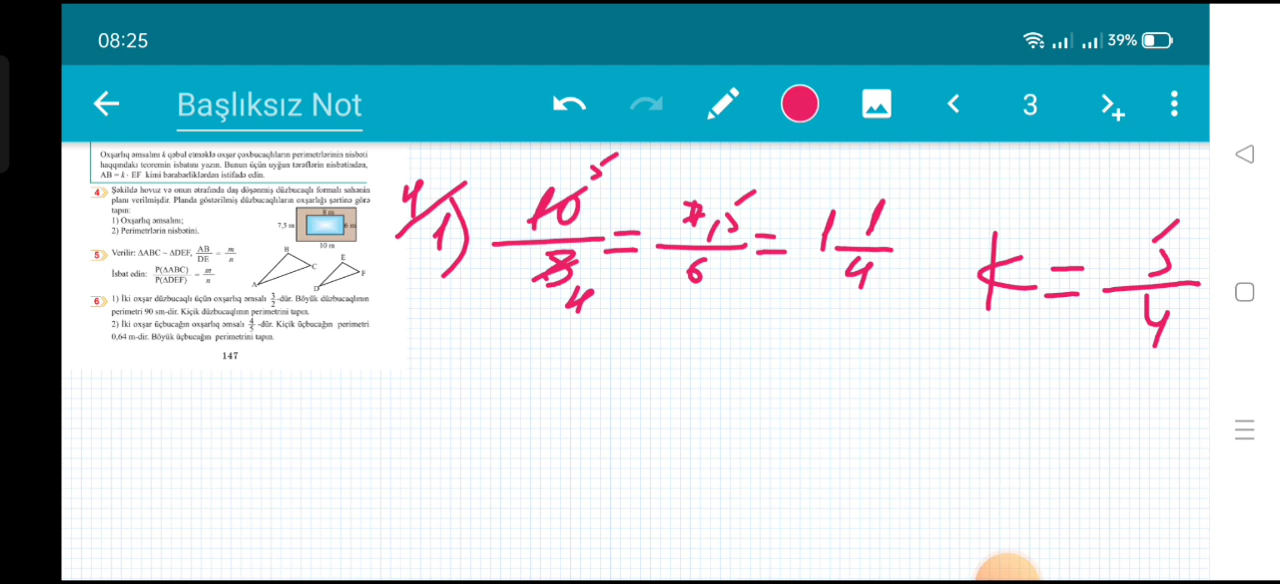 08:25
39%
Başlıksız Not
3
Oxşarlıq əmsalını k qəbul etməklə oxşar çoxbucaqlıların perimetrlərinin nisbəti
haqqındakı teoremin isbatını yazın. Bunun üçün uyğun tərəflərin nisbətindən,
AB = k · EF kimi bərabərliklərdən istifadə edin.
4 Şəkildə hovuz və onun ətrafında daş döşənmiş düzbucaqlı formalı sahənin
planı verilmişdir. Planda göstərilmiş düzbucaqlıların oxşarlığı şərtinə görə
tapın:
1) Oxşarlıq əmsalını;
2) Perimetrlərin nisbətini.
8 m
7,5 m
6 m
10 m
5 Verilir: ΔABC ~ ΔDEF, AB/DE = m/n
İsbat edin: P(ΔABC)/P(ΔDEF) = m/n
B
C
A
E
F
D
6 1) İki oxşar düzbucaqlı üçün oxşarlıq əmsalı 3/2-dür. Böyük düzbucaqlının
perimetri 90 sm-dir. Kiçik düzbucaqlının perimetrini tapın.
2) İki oxşar üçbucağın oxşarlıq əmsalı 4/5-dür. Kiçik üçbucağın perimetri
0,64 m-dir. Böyük üçbucağın perimetrini tapın.
147
4/1) 10 5 / 8 4 = 7,5 / 6 = 1 1/4
k = 5/4